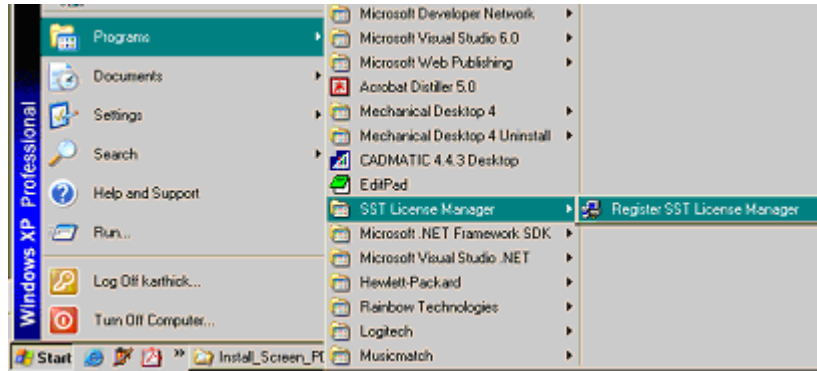 Windows XP Professional
Programs
Documents
Settings
Search
Help and Support
Run...
Log Off karthick...
Turn Off Computer...
Microsoft Developer Network
Microsoft Visual Studio 6.0
Microsoft Web Publishing
Acrobat Distiller 5.0
Mechanical Desktop 4
Mechanical Desktop 4 Uninstall
CADMATIC 4.4.3 Desktop
EditPad
SST License Manager
Microsoft .NET Framework SDK
Microsoft Visual Studio .NET
Hewlett-Packard
Rainbow Technologies
Logitech
Musicmatch
Register SST License Manager
Start
Install_Screen_PD